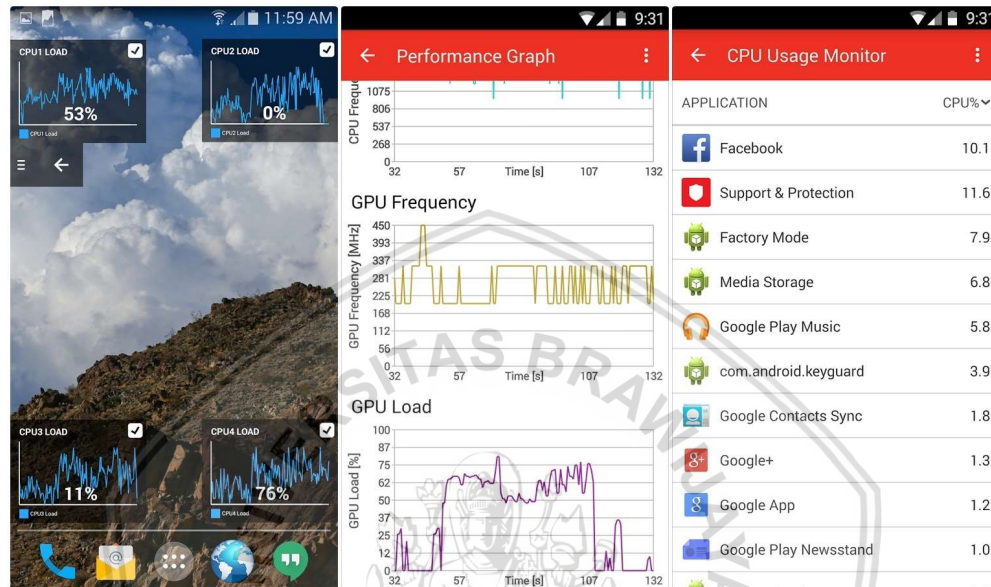 11:59 AM
CPU1 LOAD
53%
CPU1 Load
CPU2 LOAD
0%
CPU2 Load
CPU3 LOAD
11%
CPU3 Load
CPU4 LOAD
76%
CPU4 Load
9:31
Performance Graph
CPU Freque
1075
806
537
268
0
32 57 Time [s] 107 132
GPU Frequency
GPU Frequency [MHz]
450
393
337
281
225
168
112
56
0
32 57 Time [s] 107 132
GPU Load
GPU Load [%]
100
87
75
62
50
37
25
12
0
32 57 Time [s] 107 132
9:31
CPU Usage Monitor
APPLICATION CPU%
Facebook 10.1
Support & Protection 11.6
Factory Mode 7.9
Media Storage 6.8
Google Play Music 5.8
com.android.keyguard 3.9
Google Contacts Sync 1.8
Google+ 1.3
Google App 1.2
Google Play Newsstand 1.0
SITAS BRAWIJAY